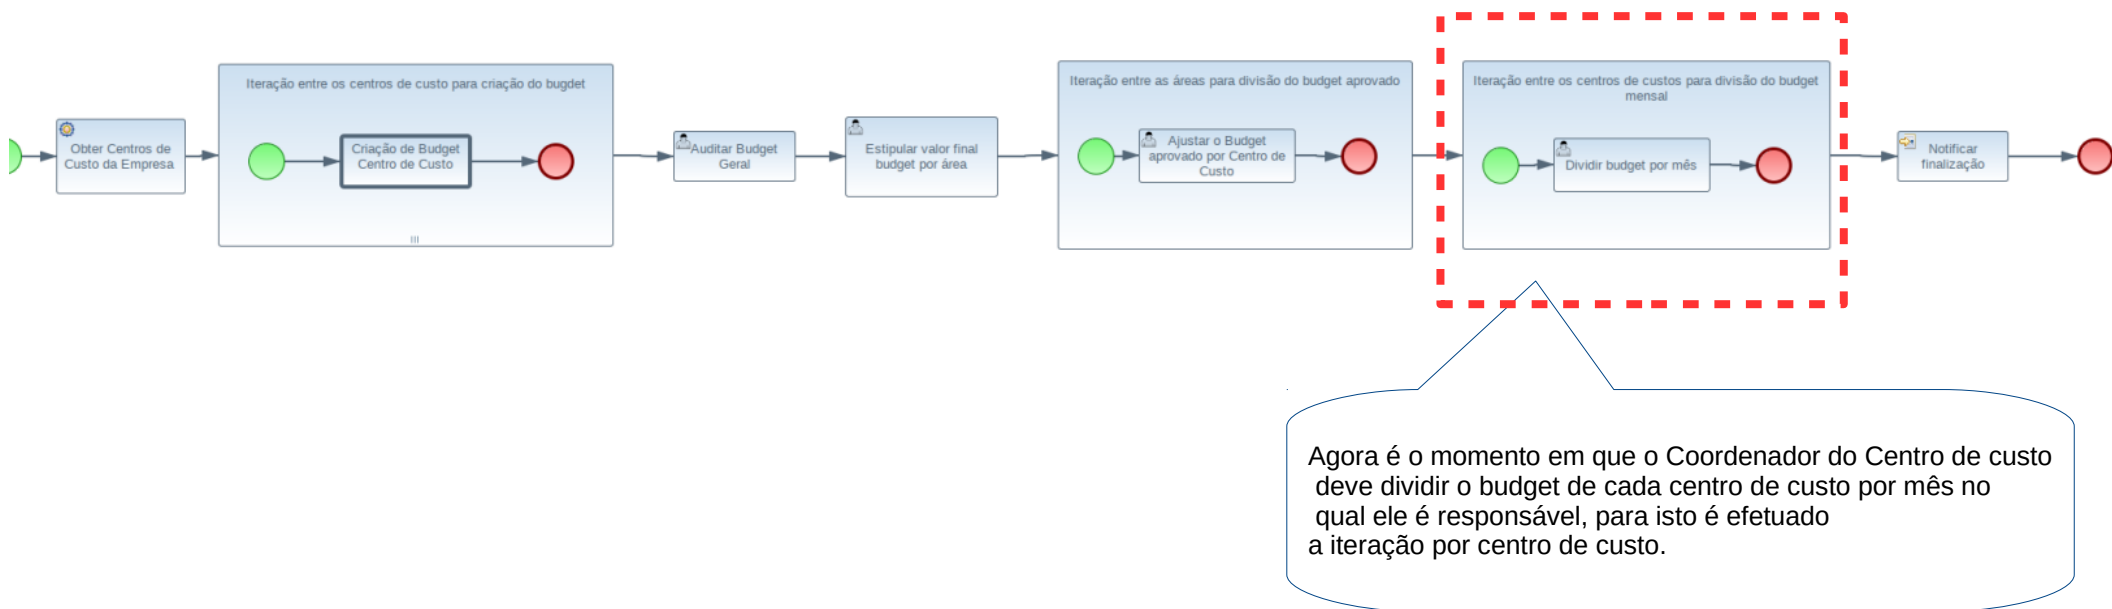 Obter Centros de
Custo da Empresa
Iteração entre os centros de custo para criação do bugdet
Criação de Budget
Centro de Custo
Auditar Budget
Geral
Estipular valor final
budget por área
Iteração entre as áreas para divisão do budget aprovado
Ajustar o Budget
aprovado por Centro de
Custo
Iteração entre os centros de custos para divisão do budget
mensal
Dividir budget por mês
Notificar
finalização
Agora é o momento em que o Coordenador do Centro de custo
deve dividir o budget de cada centro de custo por mês no
qual ele é responsável, para isto é efetuado
a iteração por centro de custo.